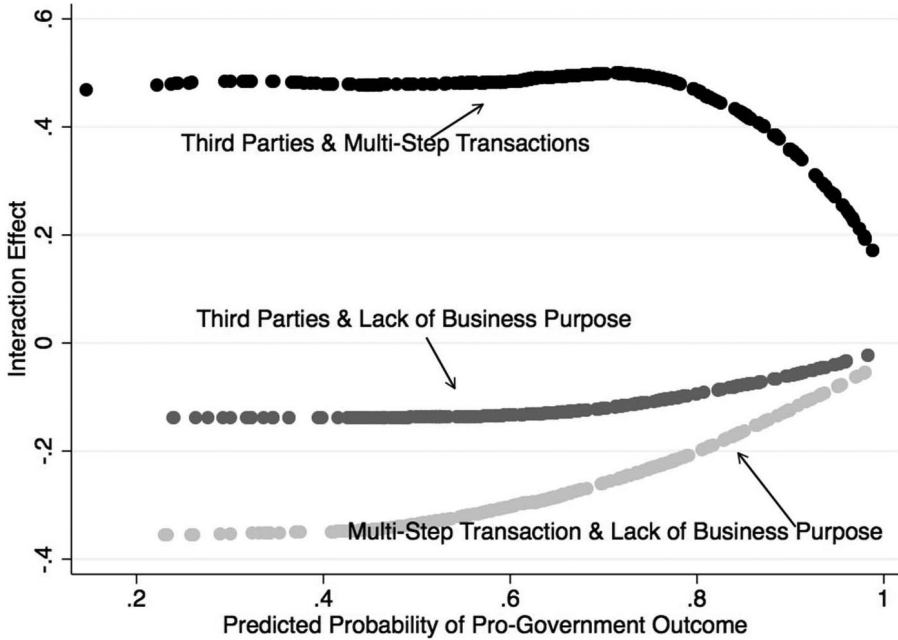 .6
.4
.2
0
-.2
-.4
Interaction Effect
Third Parties & Multi-Step Transactions
Third Parties & Lack of Business Purpose
Multi-Step Transaction & Lack of Business Purpose
.2 .4 .6 .8 1
Predicted Probability of Pro-Government Outcome